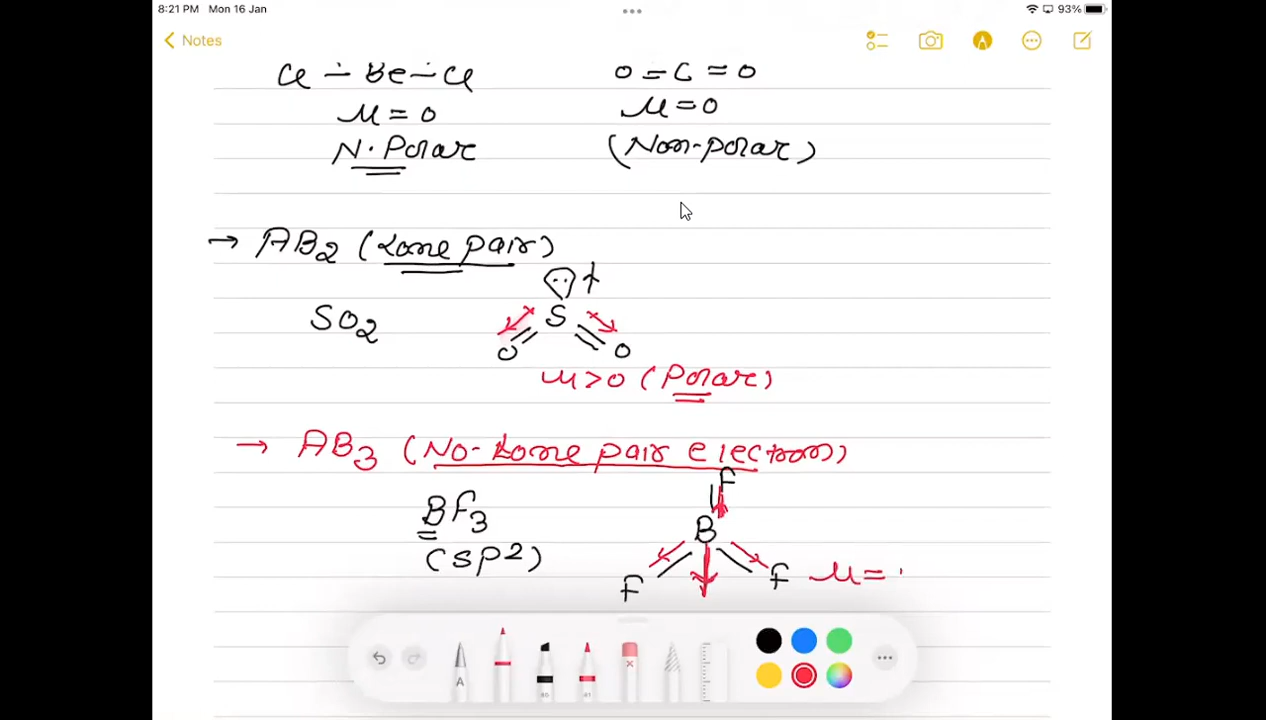 8:21 PM Mon 16 Jan
93%
Notes
Cl – Be – Cl
O = C = O
μ = 0
μ = 0
N. Polar
(Non-polar)
→ AB2 (Lone pair)
SO2
S
O O
μ > 0 (Polar)
→ AB3 (No-Lone pair electron)
F
BF3
B
(SP2)
F F μ =
A